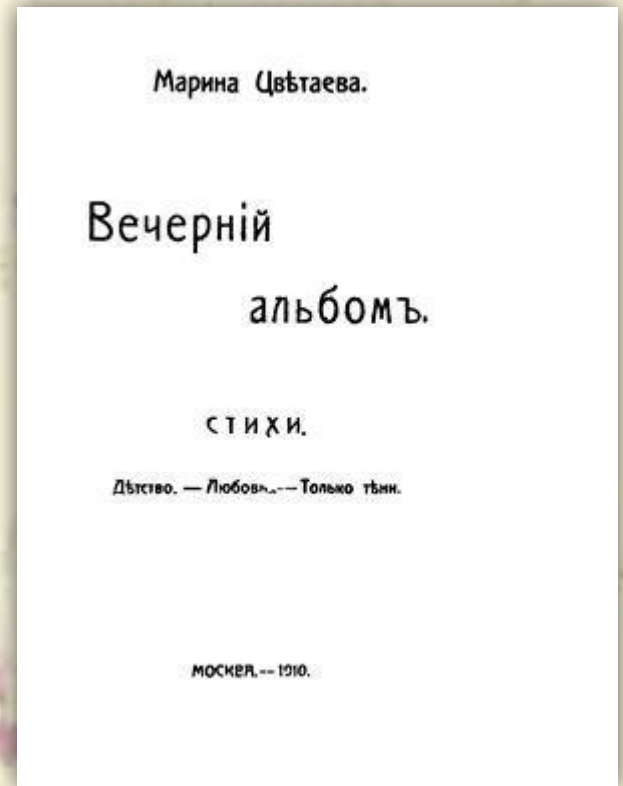 Марина Цвѣтаева.
Вечерній
альбомъ.
СТИХИ.
Дѣтство. — Любовь. — Только тѣни.
МОСКВА. — 1910.